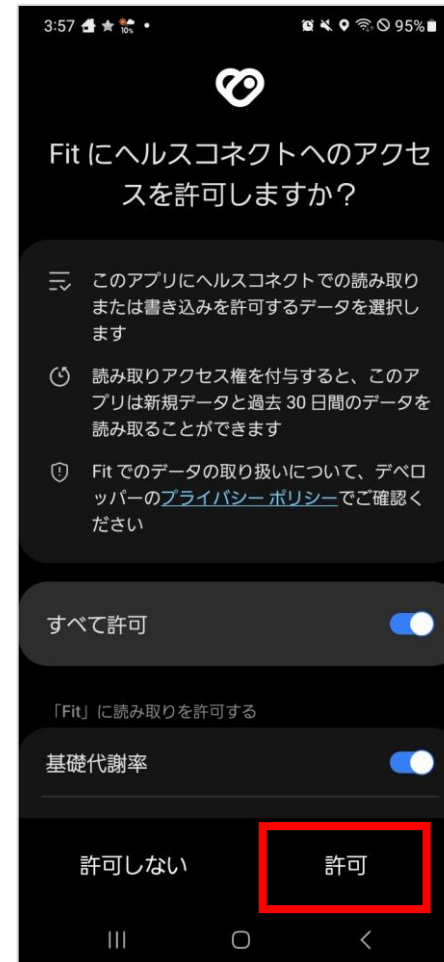 3:57 10% 95%
Fit にヘルスコネクトへのアクセ
スを許可しますか？
このアプリにヘルスコネクトでの読み取り
または書き込みを許可するデータを選択し
ます
読み取りアクセス権を付与すると、このア
プリは新規データと過去 30 日間のデータを
読み取ることができます
Fit でのデータの取り扱いについて、デベロ
ッパーのプライバシー ポリシーでご確認く
ださい
すべて許可
「Fit」に読み取りを許可する
基礎代謝率
許可しない 許可